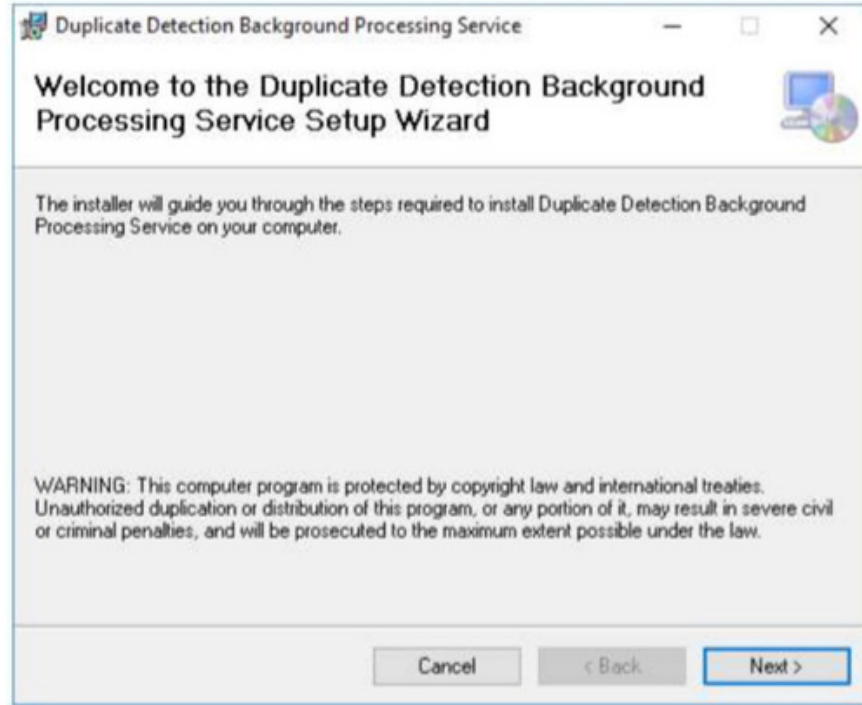 Duplicate Detection Background Processing Service
Welcome to the Duplicate Detection Background
Processing Service Setup Wizard
The installer will guide you through the steps required to install Duplicate Detection Background
Processing Service on your computer.
WARNING: This computer program is protected by copyright law and international treaties.
Unauthorized duplication or distribution of this program, or any portion of it, may result in severe civil
or criminal penalties, and will be prosecuted to the maximum extent possible under the law.
Cancel < Back Next >